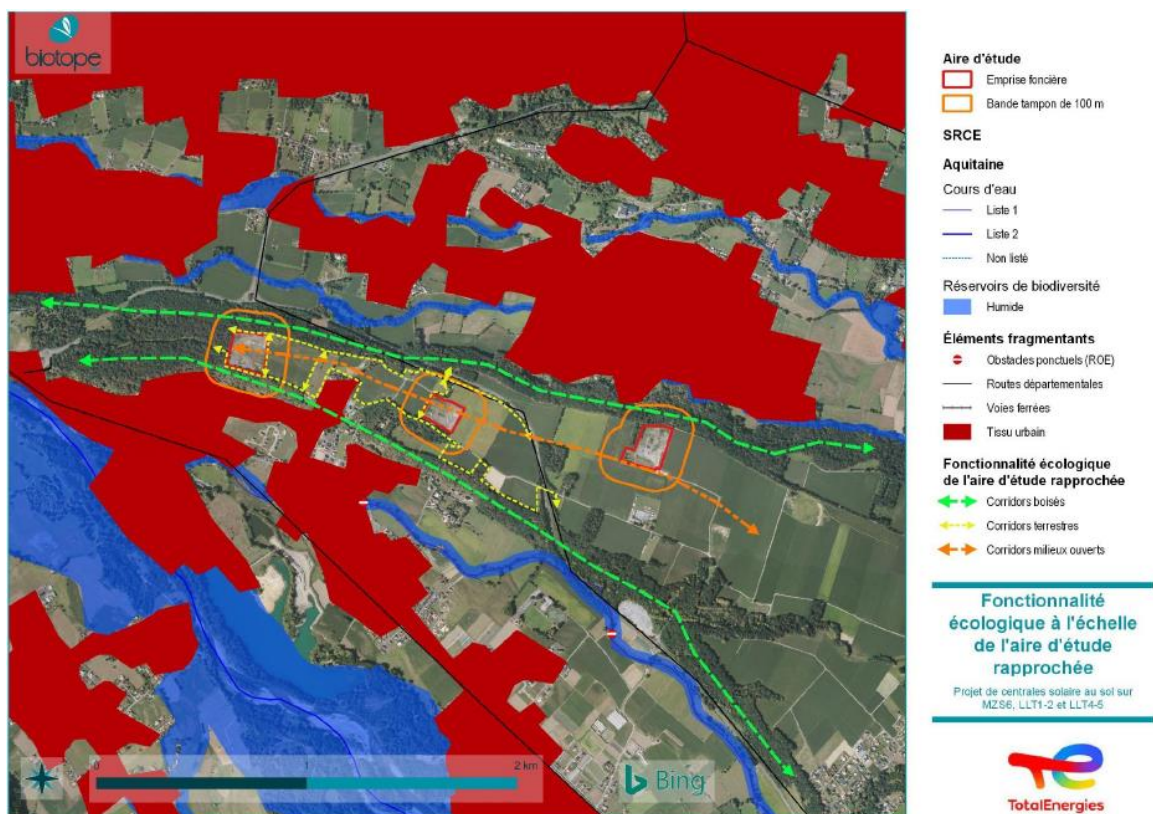 biotope
Aire d'étude
Emprise foncière
Bande tampon de 100 m
SRCE
Aquitaine
Cours d'eau
Liste 1
Liste 2
Non listé
Réservoirs de biodiversité
Humide
Éléments fragmentants
Obstacles ponctuels (ROE)
Routes départementales
Voies ferrées
Tissu urbain
Fonctionnalité écologique
de l'aire d'étude rapprochée
Corridors boisés
Corridors terrestres
Corridors milieux ouverts
Fonctionnalité
écologique à l'échelle
de l'aire d'étude
rapprochée
Projet de centrales solaire au sol sur
MZS6, LLT1-2 et LLT4-5
TotalEnergies
0 1 2 km
Bing